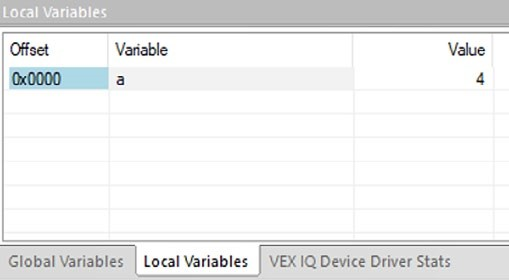 Local Variables
Offset Variable Value
0x0000 a 4
Global Variables Local Variables VEX IQ Device Driver Stats